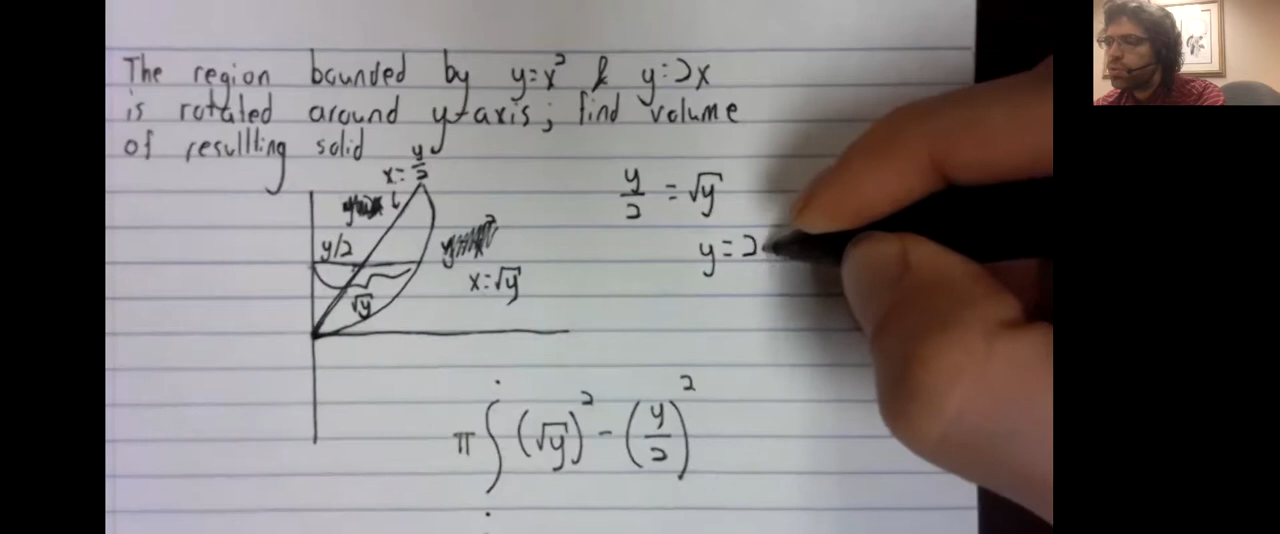 The region bounded by y=x² & y=2x
is rotated around y-axis; find volume
of resullting solid
x=y/2
y/2
x=√y
√y
y/2 = √y
y=2
π∫(√y)²-(y/2)²